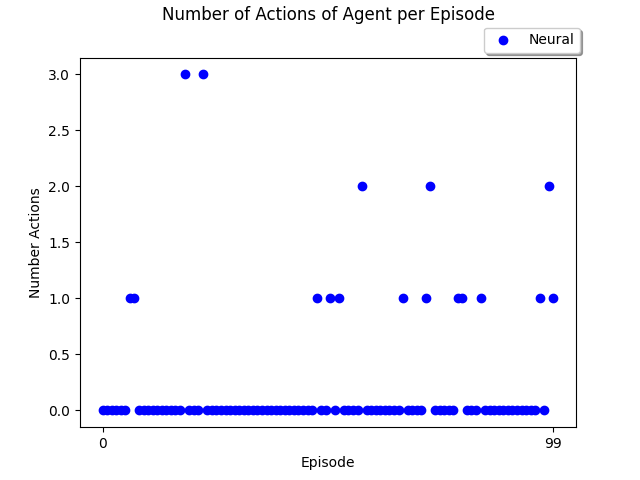 Number of Actions of Agent per Episode
Neural
3.0
2.5
2.0
1.5
1.0
0.5
0.0
Number Actions
0 99
Episode